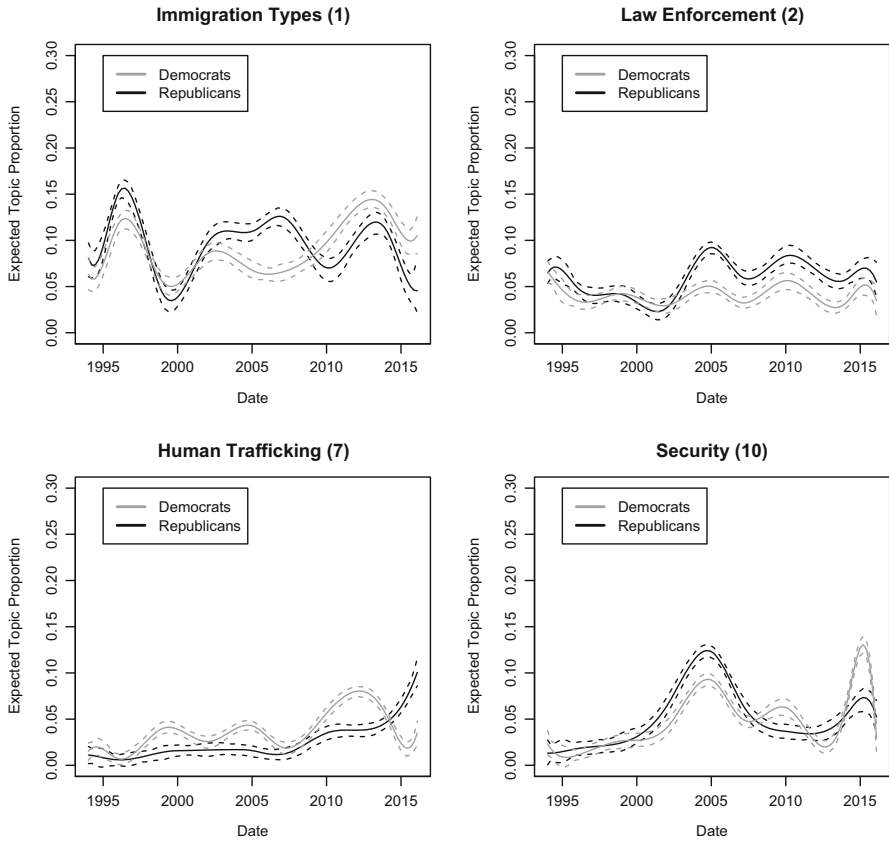 Immigration Types (1)
Expected Topic Proportion
0.30
0.25
0.20
0.15
0.10
0.05
0.00
Democrats
Republicans
1995 2000 2005 2010 2015
Date
Law Enforcement (2)
Expected Topic Proportion
0.30
0.25
0.20
0.15
0.10
0.05
0.00
Democrats
Republicans
1995 2000 2005 2010 2015
Date
Human Trafficking (7)
Expected Topic Proportion
0.30
0.25
0.20
0.15
0.10
0.05
0.00
Democrats
Republicans
1995 2000 2005 2010 2015
Date
Security (10)
Expected Topic Proportion
0.30
0.25
0.20
0.15
0.10
0.05
0.00
Democrats
Republicans
1995 2000 2005 2010 2015
Date